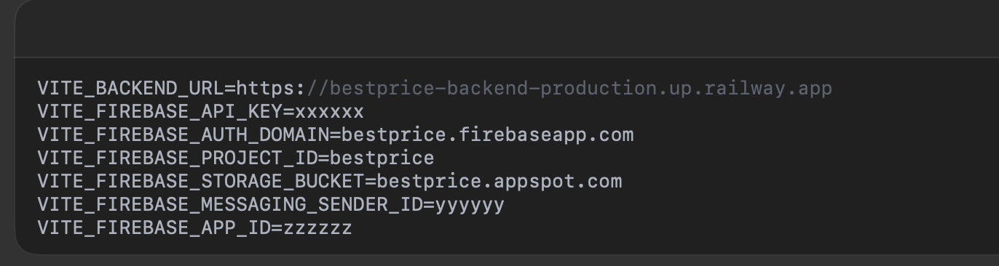 VITE_BACKEND_URL=https://bestprice-backend-production.up.railway.app
VITE_FIREBASE_API_KEY=xxxxxx
VITE_FIREBASE_AUTH_DOMAIN=bestprice.firebaseapp.com
VITE_FIREBASE_PROJECT_ID=bestprice
VITE_FIREBASE_STORAGE_BUCKET=bestprice.appspot.com
VITE_FIREBASE_MESSAGING_SENDER_ID=yyyyyy
VITE_FIREBASE_APP_ID=zzzzzz